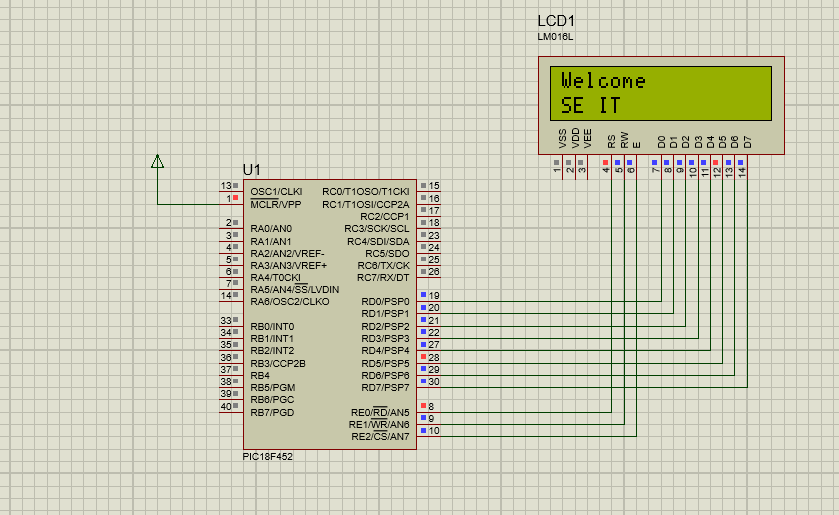 LCD1
LM016L
Welcome
SE IT
VSS VDD VEE RS RW E D0 D1 D2 D3 D4 D5 D6 D7
1 2 3 4 5 6 7 8 9 10 11 12 13 14
U1
13 OSC1/CLKI RC0/T1OSO/T1CKI 15
1 MCLR/VPP RC1/T1OSI/CCP2A 16
RC2/CCP1 17
2 RA0/AN0 RC3/SCK/SCL 18
3 RA1/AN1 RC4/SDI/SDA 23
4 RA2/AN2/VREF- RC5/SDO 24
5 RA3/AN3/VREF+ RC6/TX/CK 25
6 RA4/T0CKI RC7/RX/DT 26
7 RA5/AN4/SS/LVDIN
14 RA6/OSC2/CLKO RD0/PSP0 19
RD1/PSP1 20
33 RB0/INT0 RD2/PSP2 21
34 RB1/INT1 RD3/PSP3 22
35 RB2/INT2 RD4/PSP4 27
36 RB3/CCP2B RD5/PSP5 28
37 RB4 RD6/PSP6 29
38 RB5/PGM RD7/PSP7 30
39 RB6/PGC
40 RB7/PGD RE0/RD/AN5 8
RE1/WR/AN6 9
RE2/CS/AN7 10
PIC18F452